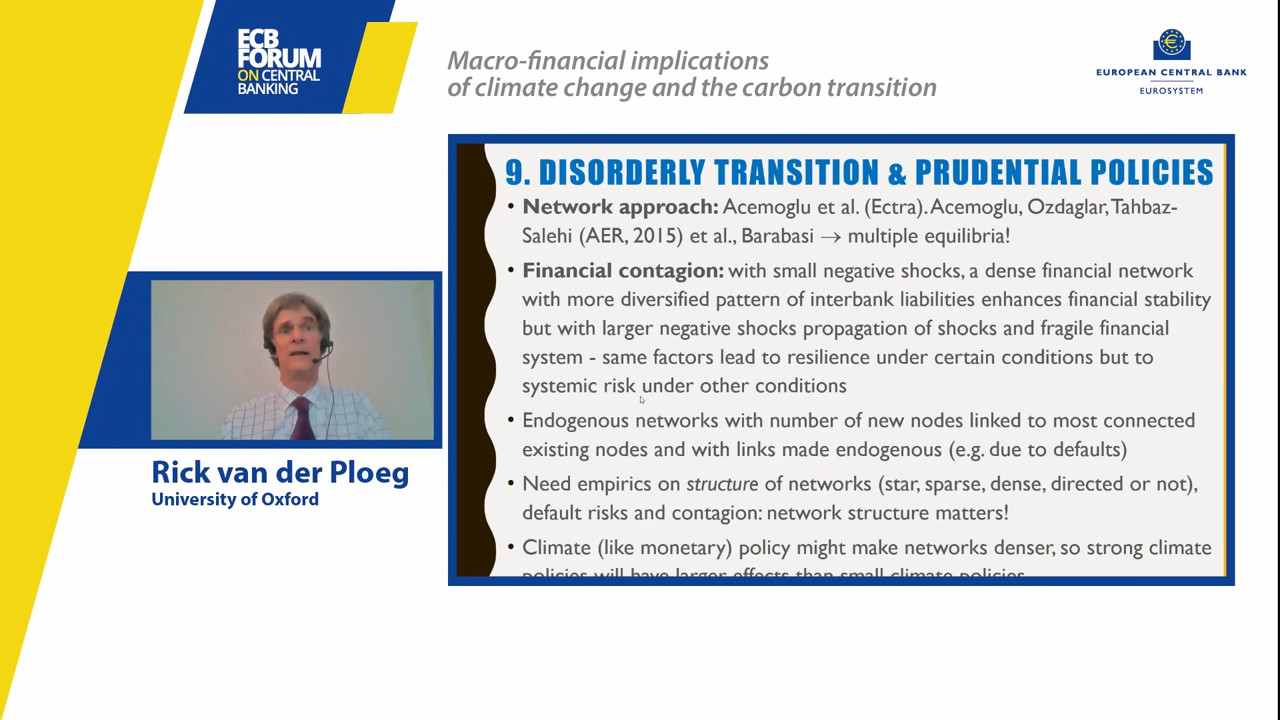 ECB
FORUM
ON CENTRAL
BANKING
Macro-financial implications
of climate change and the carbon transition
EUROPEAN CENTRAL BANK
EUROSYSTEM
9. DISORDERLY TRANSITION & PRUDENTIAL POLICIES
• Network approach: Acemoglu et al. (Ectra). Acemoglu, Ozdaglar, Tahbaz-
Salehi (AER, 2015) et al., Barabasi → multiple equilibria!
• Financial contagion: with small negative shocks, a dense financial network
with more diversified pattern of interbank liabilities enhances financial stability
but with larger negative shocks propagation of shocks and fragile financial
system - same factors lead to resilience under certain conditions but to
systemic risk under other conditions
• Endogenous networks with number of new nodes linked to most connected
existing nodes and with links made endogenous (e.g. due to defaults)
• Need empirics on structure of networks (star, sparse, dense, directed or not),
default risks and contagion: network structure matters!
• Climate (like monetary) policy might make networks denser, so strong climate
policies will have larger effects than small climate policies
Rick van der Ploeg
University of Oxford